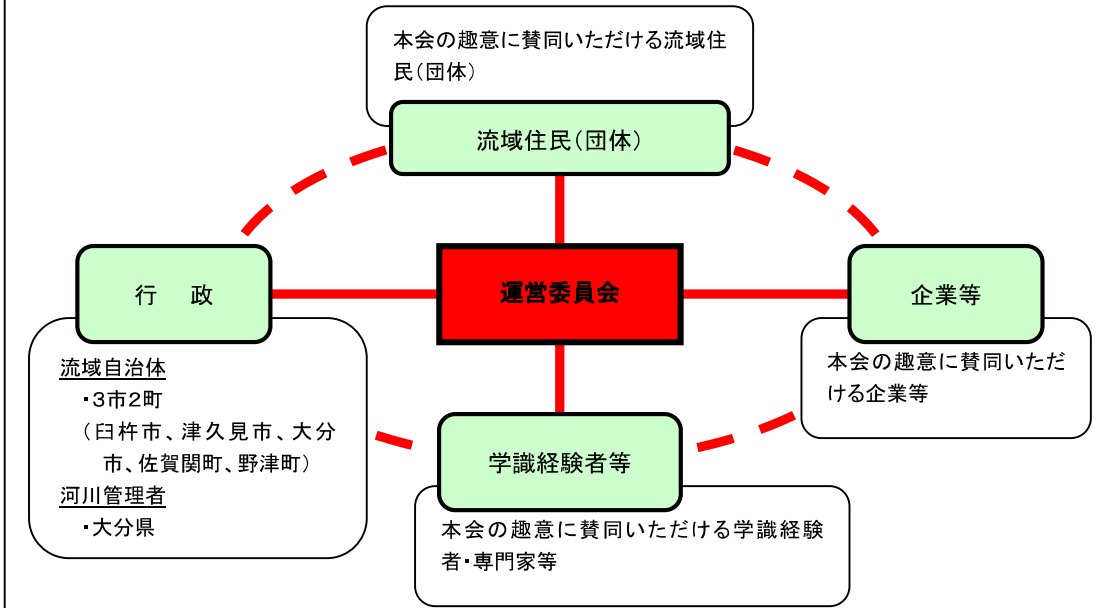 本会の趣意に賛同いただける流域住
民（団体）
流域住民（団体）
行　政
運営委員会
企業等
流域自治体
・3市2町
（臼杵市、津久見市、大分
市、佐賀関町、野津町）
河川管理者
・大分県
本会の趣意に賛同いただ
ける企業等
学識経験者等
本会の趣意に賛同いただける学識経験
者・専門家等